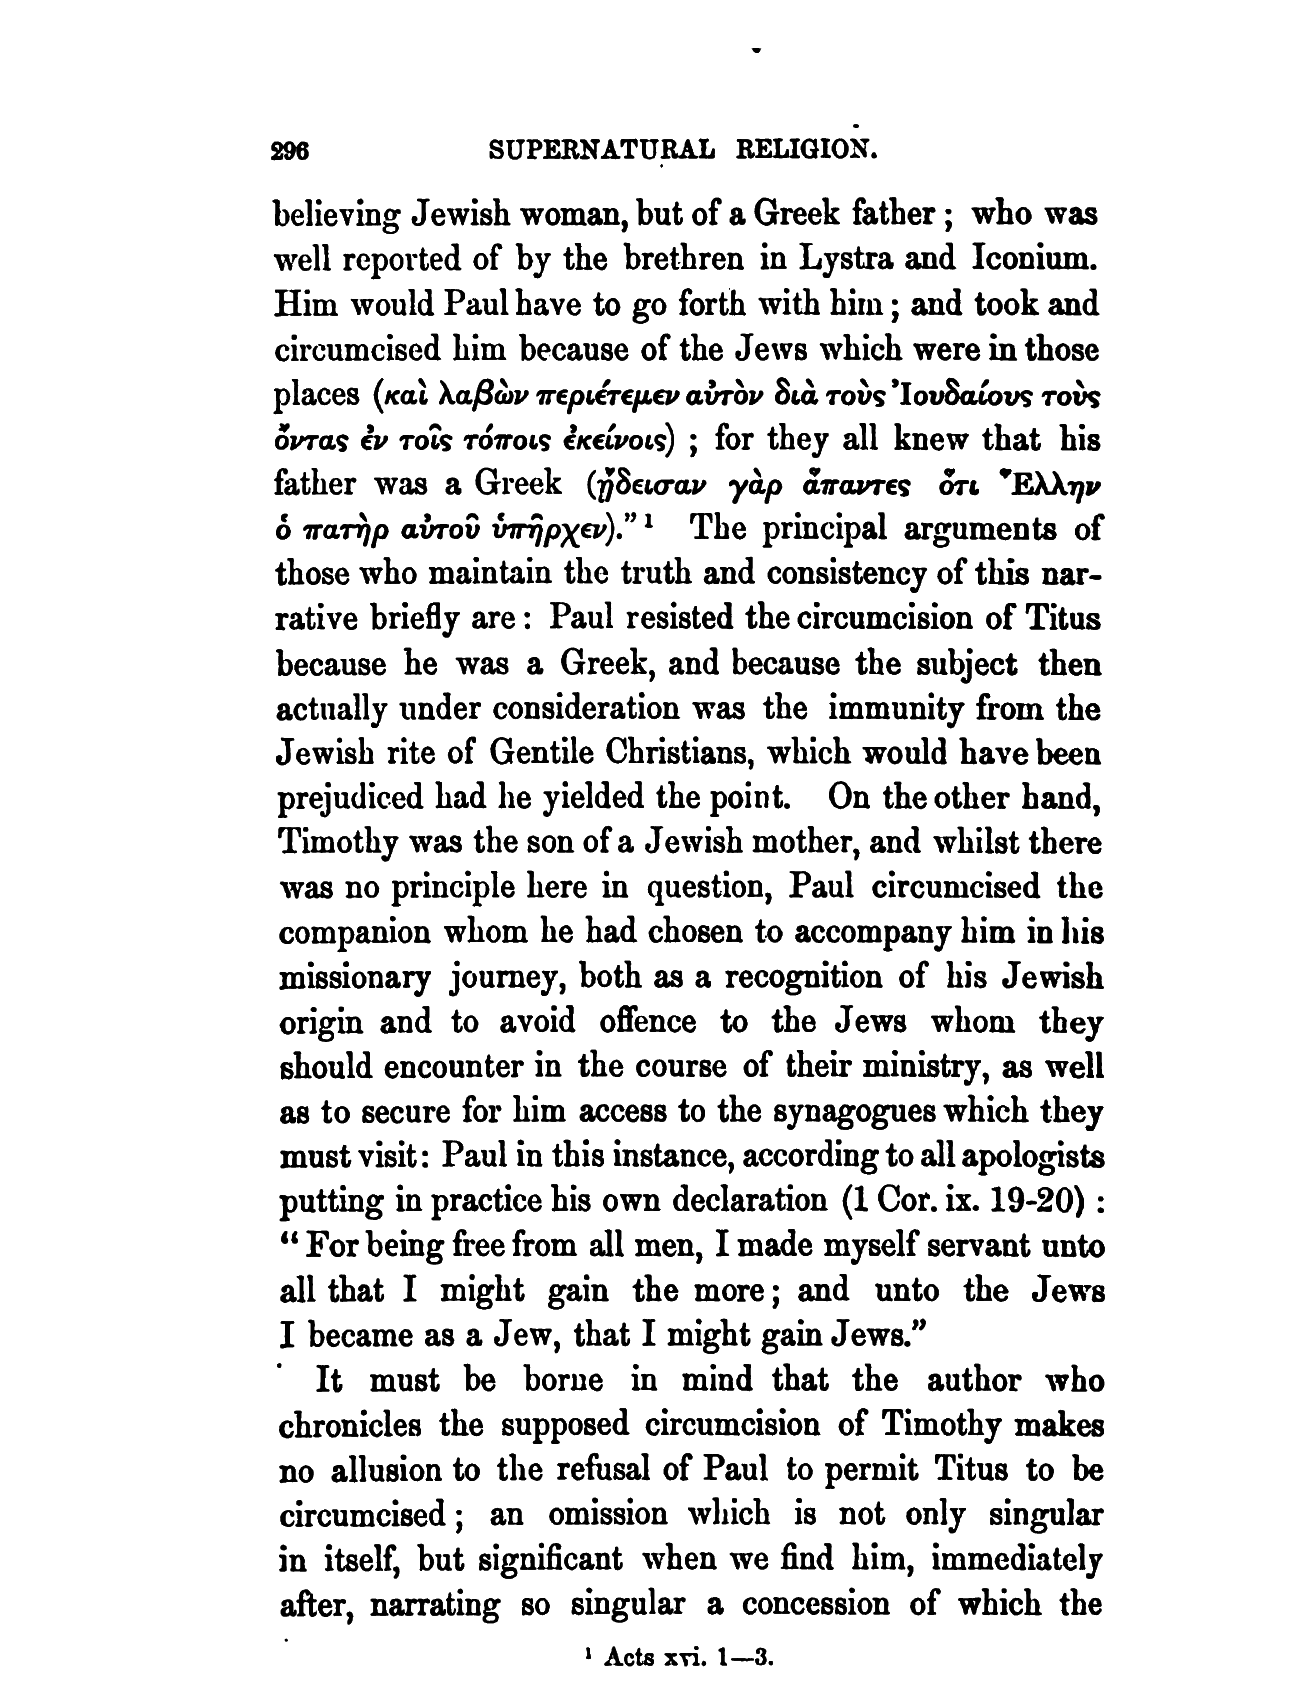 296 SUPERNATURAL RELIGION.
believing Jewish woman, but of a Greek father ; who was
well reported of by the brethren in Lystra and Iconium.
Him would Paul have to go forth with him ; and took and
circumcised him because of the Jews which were in those
places (καὶ λαβὼν περιέτεμεν αὐτὸν διὰ τοὺς Ἰουδαίους τοὺς
ὄντας ἐν τοῖς τόποις ἐκείνοις) ; for they all knew that his
father was a Greek (ᾔδεισαν γὰρ ἅπαντες ὅτι Ἕλλην
ὁ πατὴρ αὐτοῦ ὑπῆρχεν)." ¹ The principal arguments of
those who maintain the truth and consistency of this nar-
rative briefly are : Paul resisted the circumcision of Titus
because he was a Greek, and because the subject then
actually under consideration was the immunity from the
Jewish rite of Gentile Christians, which would have been
prejudiced had he yielded the point. On the other hand,
Timothy was the son of a Jewish mother, and whilst there
was no principle here in question, Paul circumcised the
companion whom he had chosen to accompany him in his
missionary journey, both as a recognition of his Jewish
origin and to avoid offence to the Jews whom they
should encounter in the course of their ministry, as well
as to secure for him access to the synagogues which they
must visit : Paul in this instance, according to all apologists
putting in practice his own declaration (1 Cor. ix. 19-20) :
" For being free from all men, I made myself servant unto
all that I might gain the more ; and unto the Jews
I became as a Jew, that I might gain Jews."
It must be borne in mind that the author who
chronicles the supposed circumcision of Timothy makes
no allusion to the refusal of Paul to permit Titus to be
circumcised ; an omission which is not only singular
in itself, but significant when we find him, immediately
after, narrating so singular a concession of which the
¹ Acts xvi. 1—3.